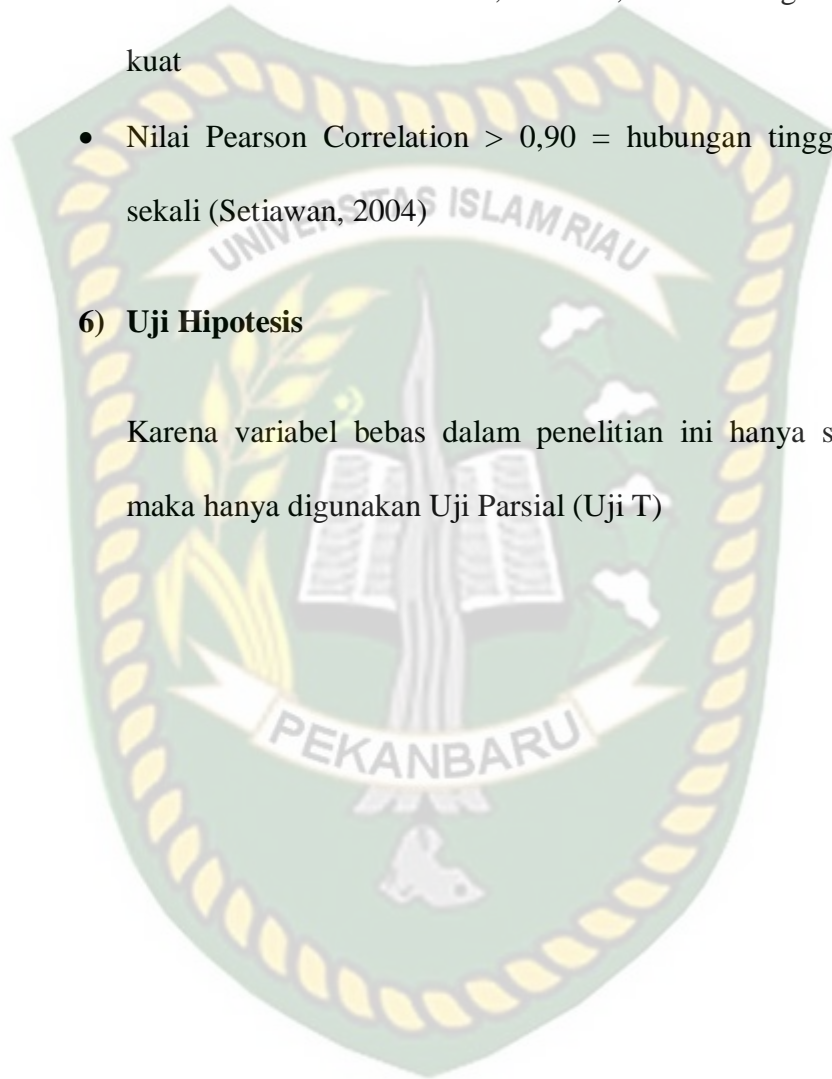 kuat
• Nilai Pearson Correlation > 0,90 = hubungan tingg
sekali (Setiawan, 2004)
UNIVERSITAS ISLAM RIAU
6) Uji Hipotesis
Karena variabel bebas dalam penelitian ini hanya s
maka hanya digunakan Uji Parsial (Uji T)
PEKANBARU